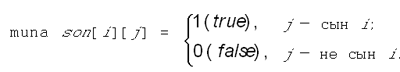 1 (true), j - сын i;
типа son[i][j] =
0 (false), j - не сын i.